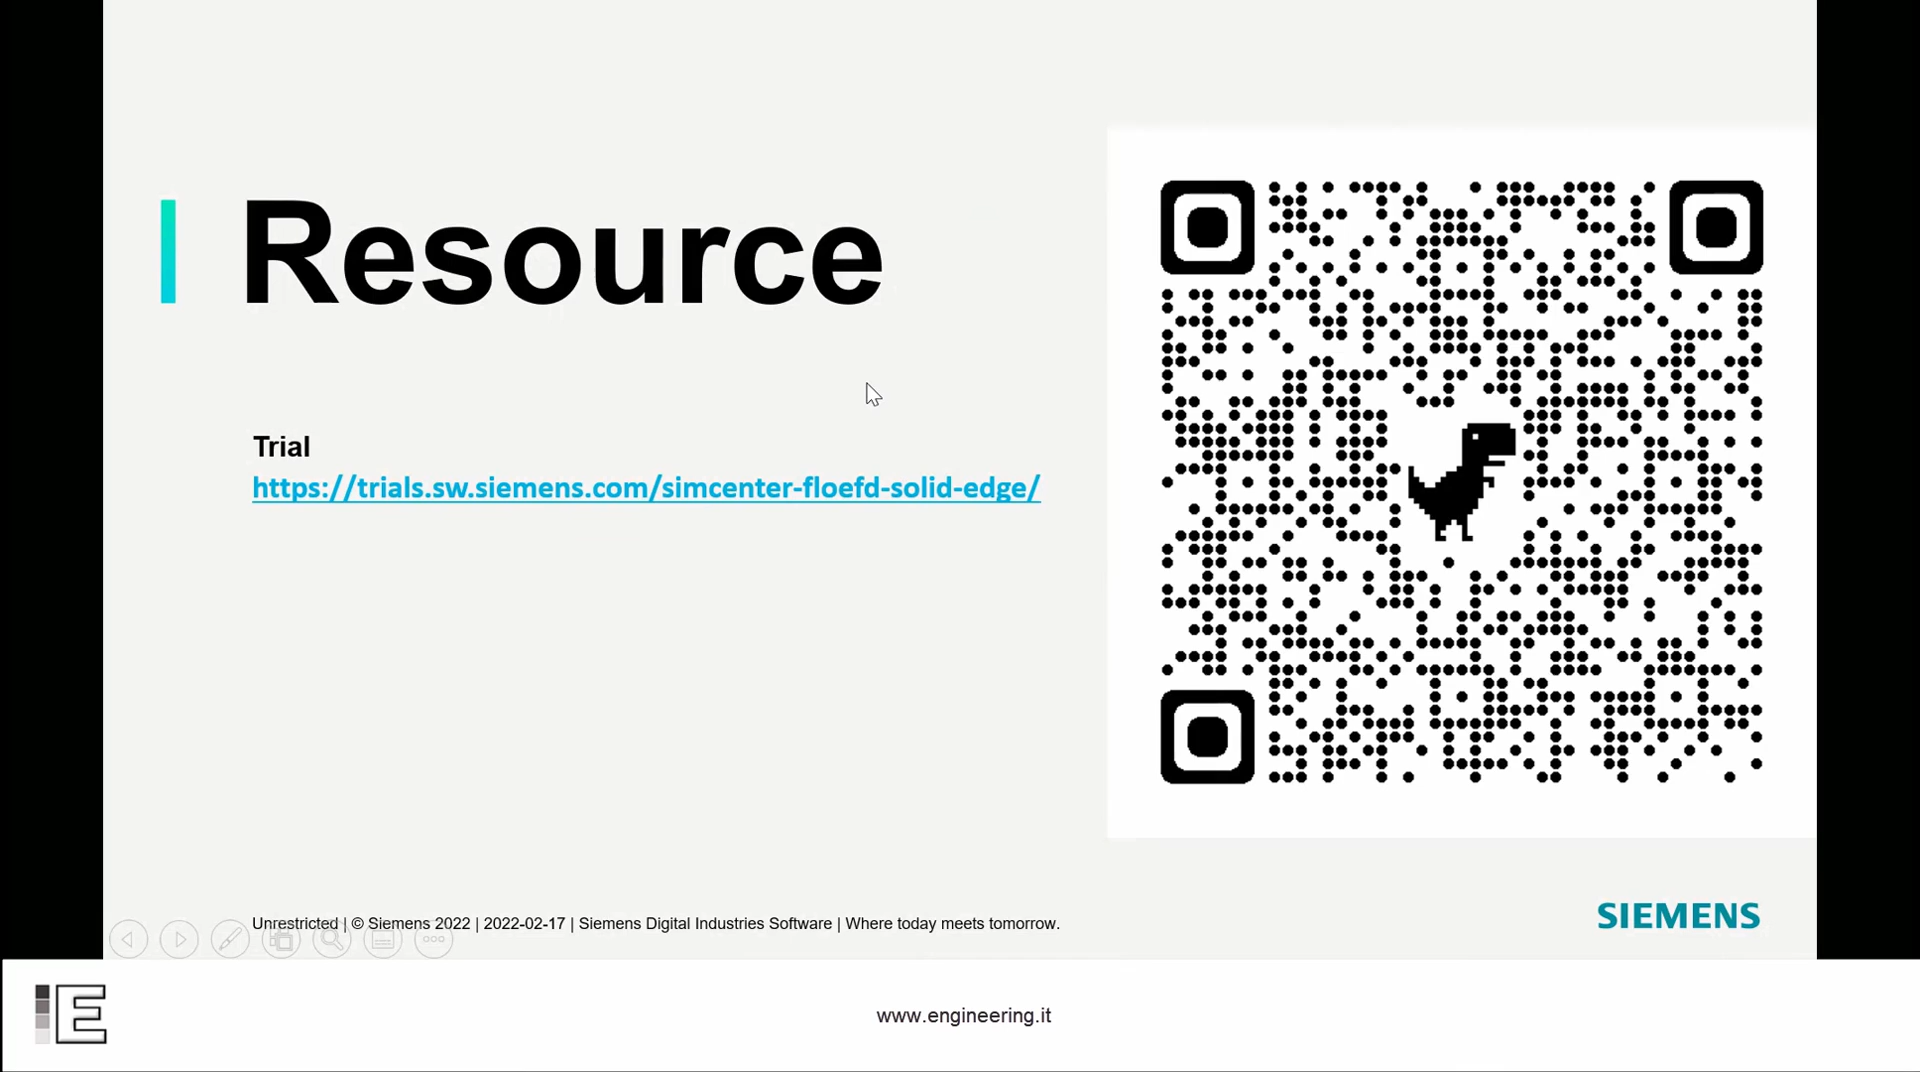 Resource
Trial
https://trials.sw.siemens.com/simcenter-floefd-solid-edge/
Unrestricted | © Siemens 2022 | 2022-02-17 | Siemens Digital Industries Software | Where today meets tomorrow.
SIEMENS
E
www.engineering.it